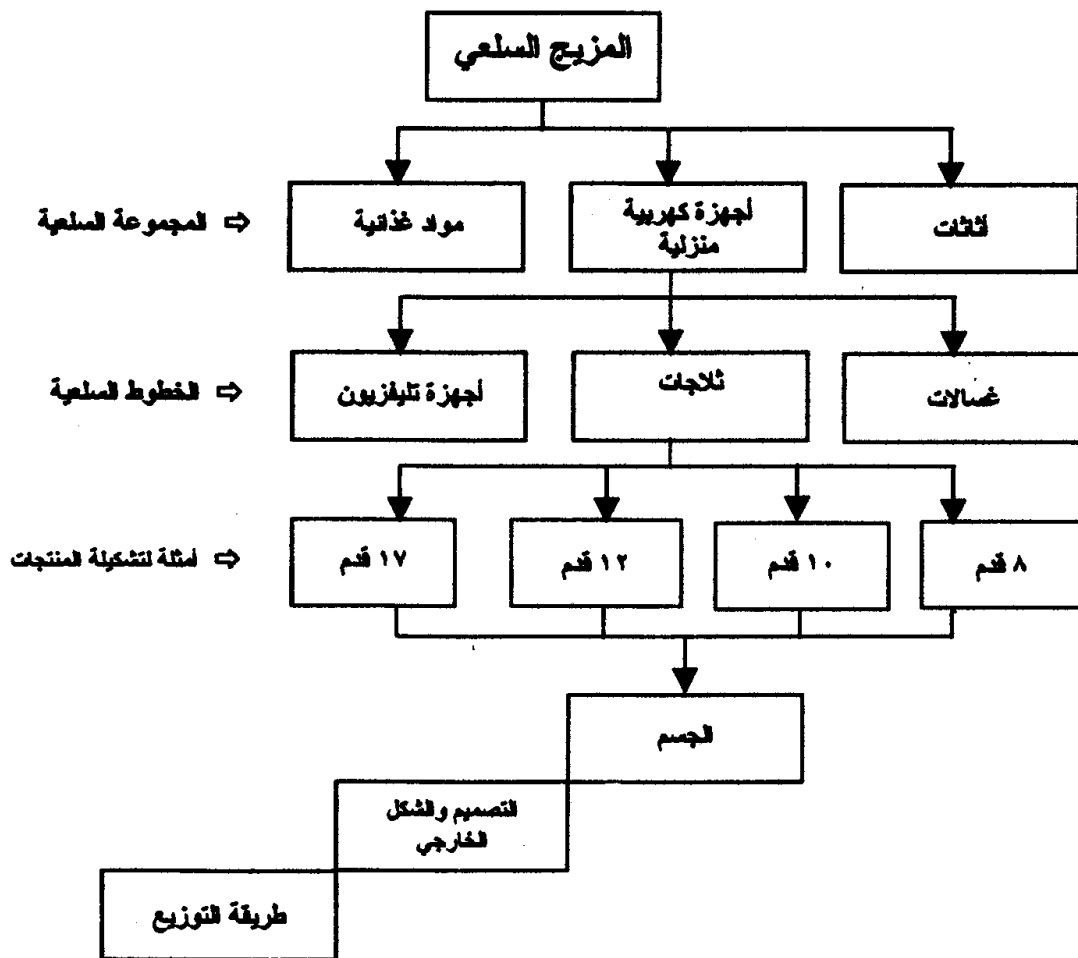 المزيج السلعي
المجموعة السلعية ⇨
أثاثات
أجهزة كهربية
منزلية
مواد غذائية
الخطوط السلعية ⇨
غسالات
ثلاجات
أجهزة تليفزيون
أمثلة لتشكيلة المنتجات ⇨
٨ قدم
١٠ قدم
١٢ قدم
١٧ قدم
الجسم
التصميم والشكل
الخارجي
طريقة التوزيع